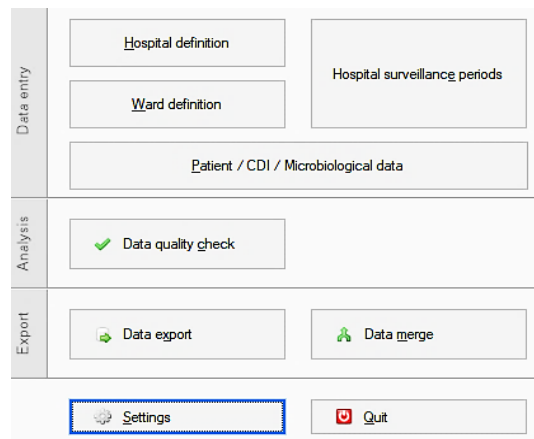 Data entry
Hospital definition
Hospital surveillance periods
Ward definition
Patient / CDI / Microbiological data
Analysis
Data quality check
Export
Data export
Data merge
Settings
Quit